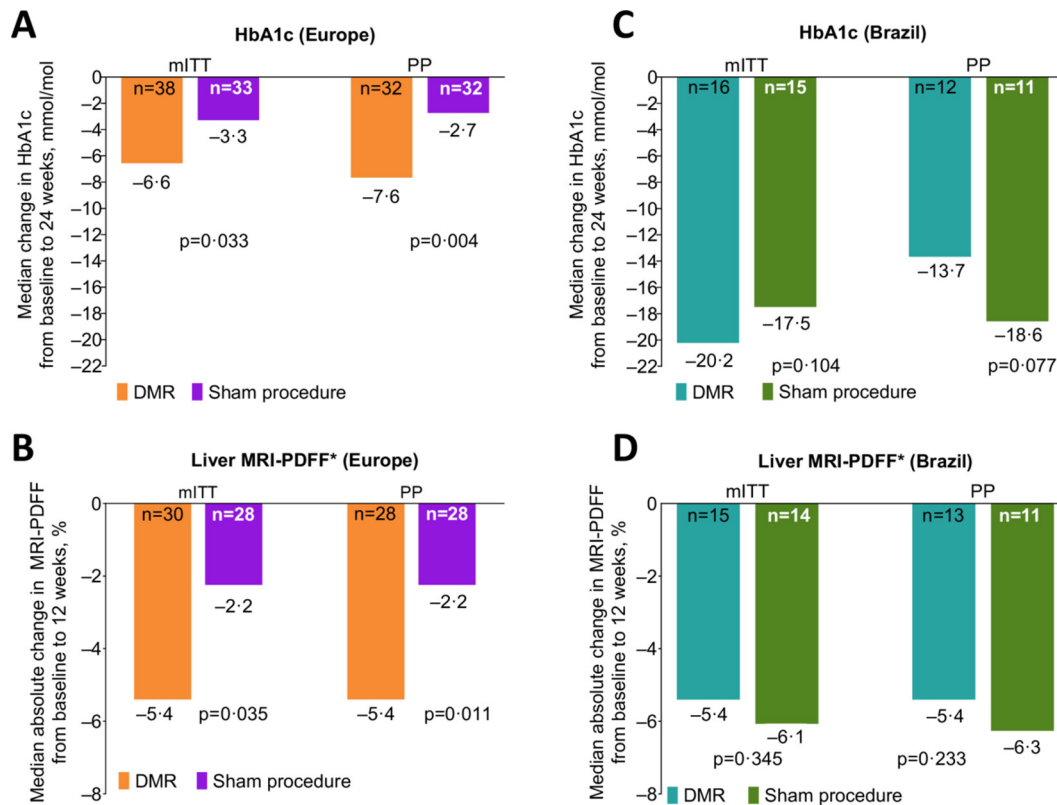 A
HbA1c (Europe)
mITT
PP
Median change in HbA1c
from baseline to 24 weeks, mmol/mol
0
–2
–4
–6
–8
–10
–12
–14
–16
–18
–20
–22
n=38
n=33
n=32
n=32
–6·6
–3·3
–7·6
–2·7
p=0·033
p=0·004
DMR
Sham procedure
C
HbA1c (Brazil)
mITT
PP
Median change in HbA1c
from baseline to 24 weeks, mmol/mol
0
–2
–4
–6
–8
–10
–12
–14
–16
–18
–20
–22
n=16
n=15
n=12
n=11
–20·2
–17·5
–13·7
–18·6
p=0·104
p=0·077
DMR
Sham procedure
B
Liver MRI-PDFF* (Europe)
mITT
PP
Median absolute change in MRI-PDFF
from baseline to 12 weeks, %
0
–2
–4
–6
–8
n=30
n=28
n=28
n=28
–5·4
–2·2
–5·4
–2·2
p=0·035
p=0·011
DMR
Sham procedure
D
Liver MRI-PDFF* (Brazil)
mITT
PP
Median absolute change in MRI-PDFF
from baseline to 12 weeks, %
0
–2
–4
–6
–8
n=15
n=14
n=13
n=11
–5·4
–6·1
–5·4
–6·3
p=0·345
p=0·233
DMR
Sham procedure